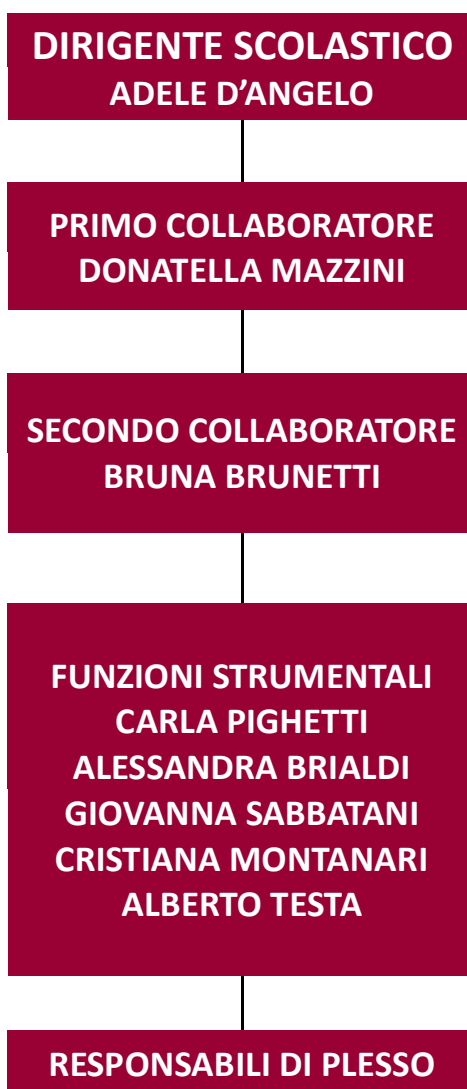 DIRIGENTE SCOLASTICO
ADELE D’ANGELO
PRIMO COLLABORATORE
DONATELLA MAZZINI
SECONDO COLLABORATORE
BRUNA BRUNETTI
FUNZIONI STRUMENTALI
CARLA PIGHETTI
ALESSANDRA BRIALDI
GIOVANNA SABBATANI
CRISTIANA MONTANARI
ALBERTO TESTA
RESPONSABILI DI PLESSO